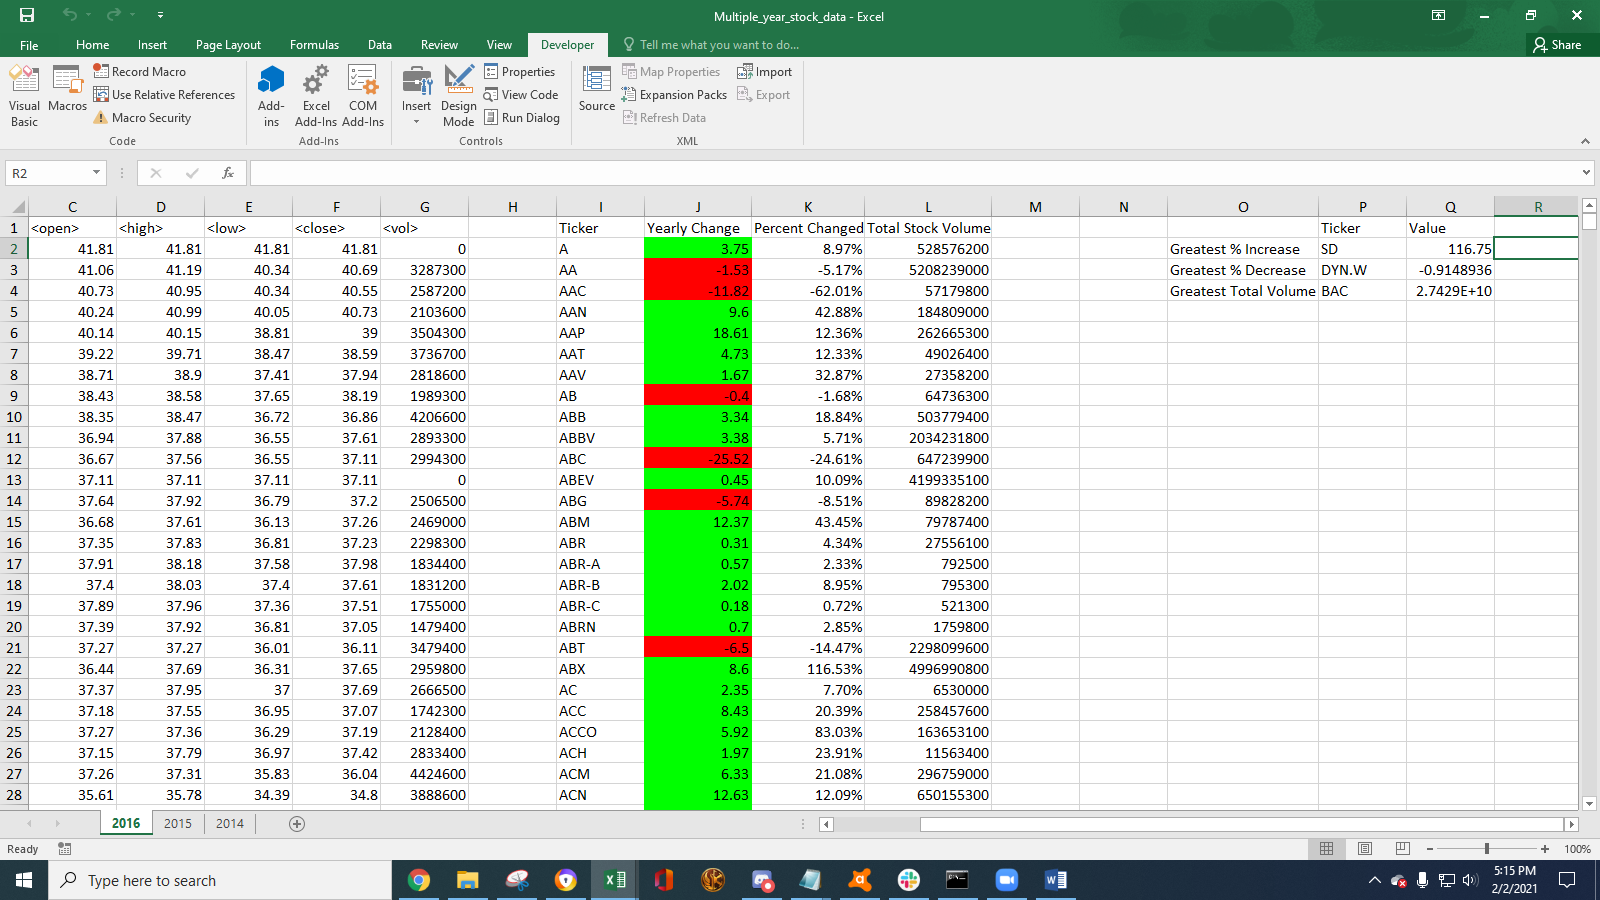 Multiple_year_stock_data - Excel
File Home Insert Page Layout Formulas Data Review View Developer Tell me what you want to do... Share
Visual Basic
Macros
Record Macro
Use Relative References
Macro Security
Code
Add-ins
Excel Add-Ins
COM Add-Ins
Add-Ins
Insert
Design Mode
Properties
View Code
Run Dialog
Controls
Source
Map Properties
Expansion Packs
Refresh Data
Import
Export
XML
R2
fx
C D E F G H I J K L M N O P Q R
1 <open> <high> <low> <close> <vol> Ticker Yearly Change Percent Changed Total Stock Volume Ticker Value
2 41.81 41.81 41.81 41.81 0 A 3.75 8.97% 528576200 Greatest % Increase SD 116.75
3 41.06 41.19 40.34 40.69 3287300 AA -1.53 -5.17% 5208239000 Greatest % Decrease DYN.W -0.9148936
4 40.73 40.95 40.34 40.55 2587200 AAC -11.82 -62.01% 57179800 Greatest Total Volume BAC 2.7429E+10
5 40.24 40.99 40.05 40.73 2103600 AAN 9.6 42.88% 184809000
6 40.14 40.15 38.81 39 3504300 AAP 18.61 12.36% 262665300
7 39.22 39.71 38.47 38.59 3736700 AAT 4.73 12.33% 49026400
8 38.71 38.9 37.41 37.94 2818600 AAV 1.67 32.87% 27358200
9 38.43 38.58 37.65 38.19 1989300 AB -0.4 -1.68% 64736300
10 38.35 38.47 36.72 36.86 4206600 ABB 3.34 18.84% 503779400
11 36.94 37.88 36.55 37.61 2893300 ABBV 3.38 5.71% 2034231800
12 36.67 37.56 36.55 37.11 2994300 ABC -25.52 -24.61% 647239900
13 37.11 37.11 37.11 37.11 0 ABEV 0.45 10.09% 4199335100
14 37.64 37.92 36.79 37.2 2506500 ABG -5.74 -8.51% 89828200
15 36.68 37.61 36.13 37.26 2469000 ABM 12.37 43.45% 79787400
16 37.35 37.83 36.81 37.23 2298300 ABR 0.31 4.34% 27556100
17 37.91 38.18 37.58 37.98 1834400 ABR-A 0.57 2.33% 792500
18 37.4 38.03 37.4 37.61 1831200 ABR-B 2.02 8.95% 795300
19 37.89 37.96 37.36 37.51 1755000 ABR-C 0.18 0.72% 521300
20 37.39 37.92 36.81 37.05 1479400 ABRN 0.7 2.85% 1759800
21 37.27 37.27 36.01 36.11 3479400 ABT -6.5 -14.47% 2298099600
22 36.44 37.69 36.31 37.65 2959800 ABX 8.6 116.53% 4996990800
23 37.37 37.95 37 37.69 2666500 AC 2.35 7.70% 6530000
24 37.18 37.55 36.95 37.07 1742300 ACC 8.43 20.39% 258457600
25 37.27 37.36 36.29 37.19 2128400 ACCO 5.92 83.03% 163653100
26 37.15 37.79 36.97 37.42 2833400 ACH 1.97 23.91% 11563400
27 37.26 37.31 35.83 36.04 4424600 ACM 6.33 21.08% 296759000
28 35.61 35.78 34.39 34.8 3888600 ACN 12.63 12.09% 650155300
2016 2015 2014
Ready
100%
Type here to search
5:15 PM
2/2/2021